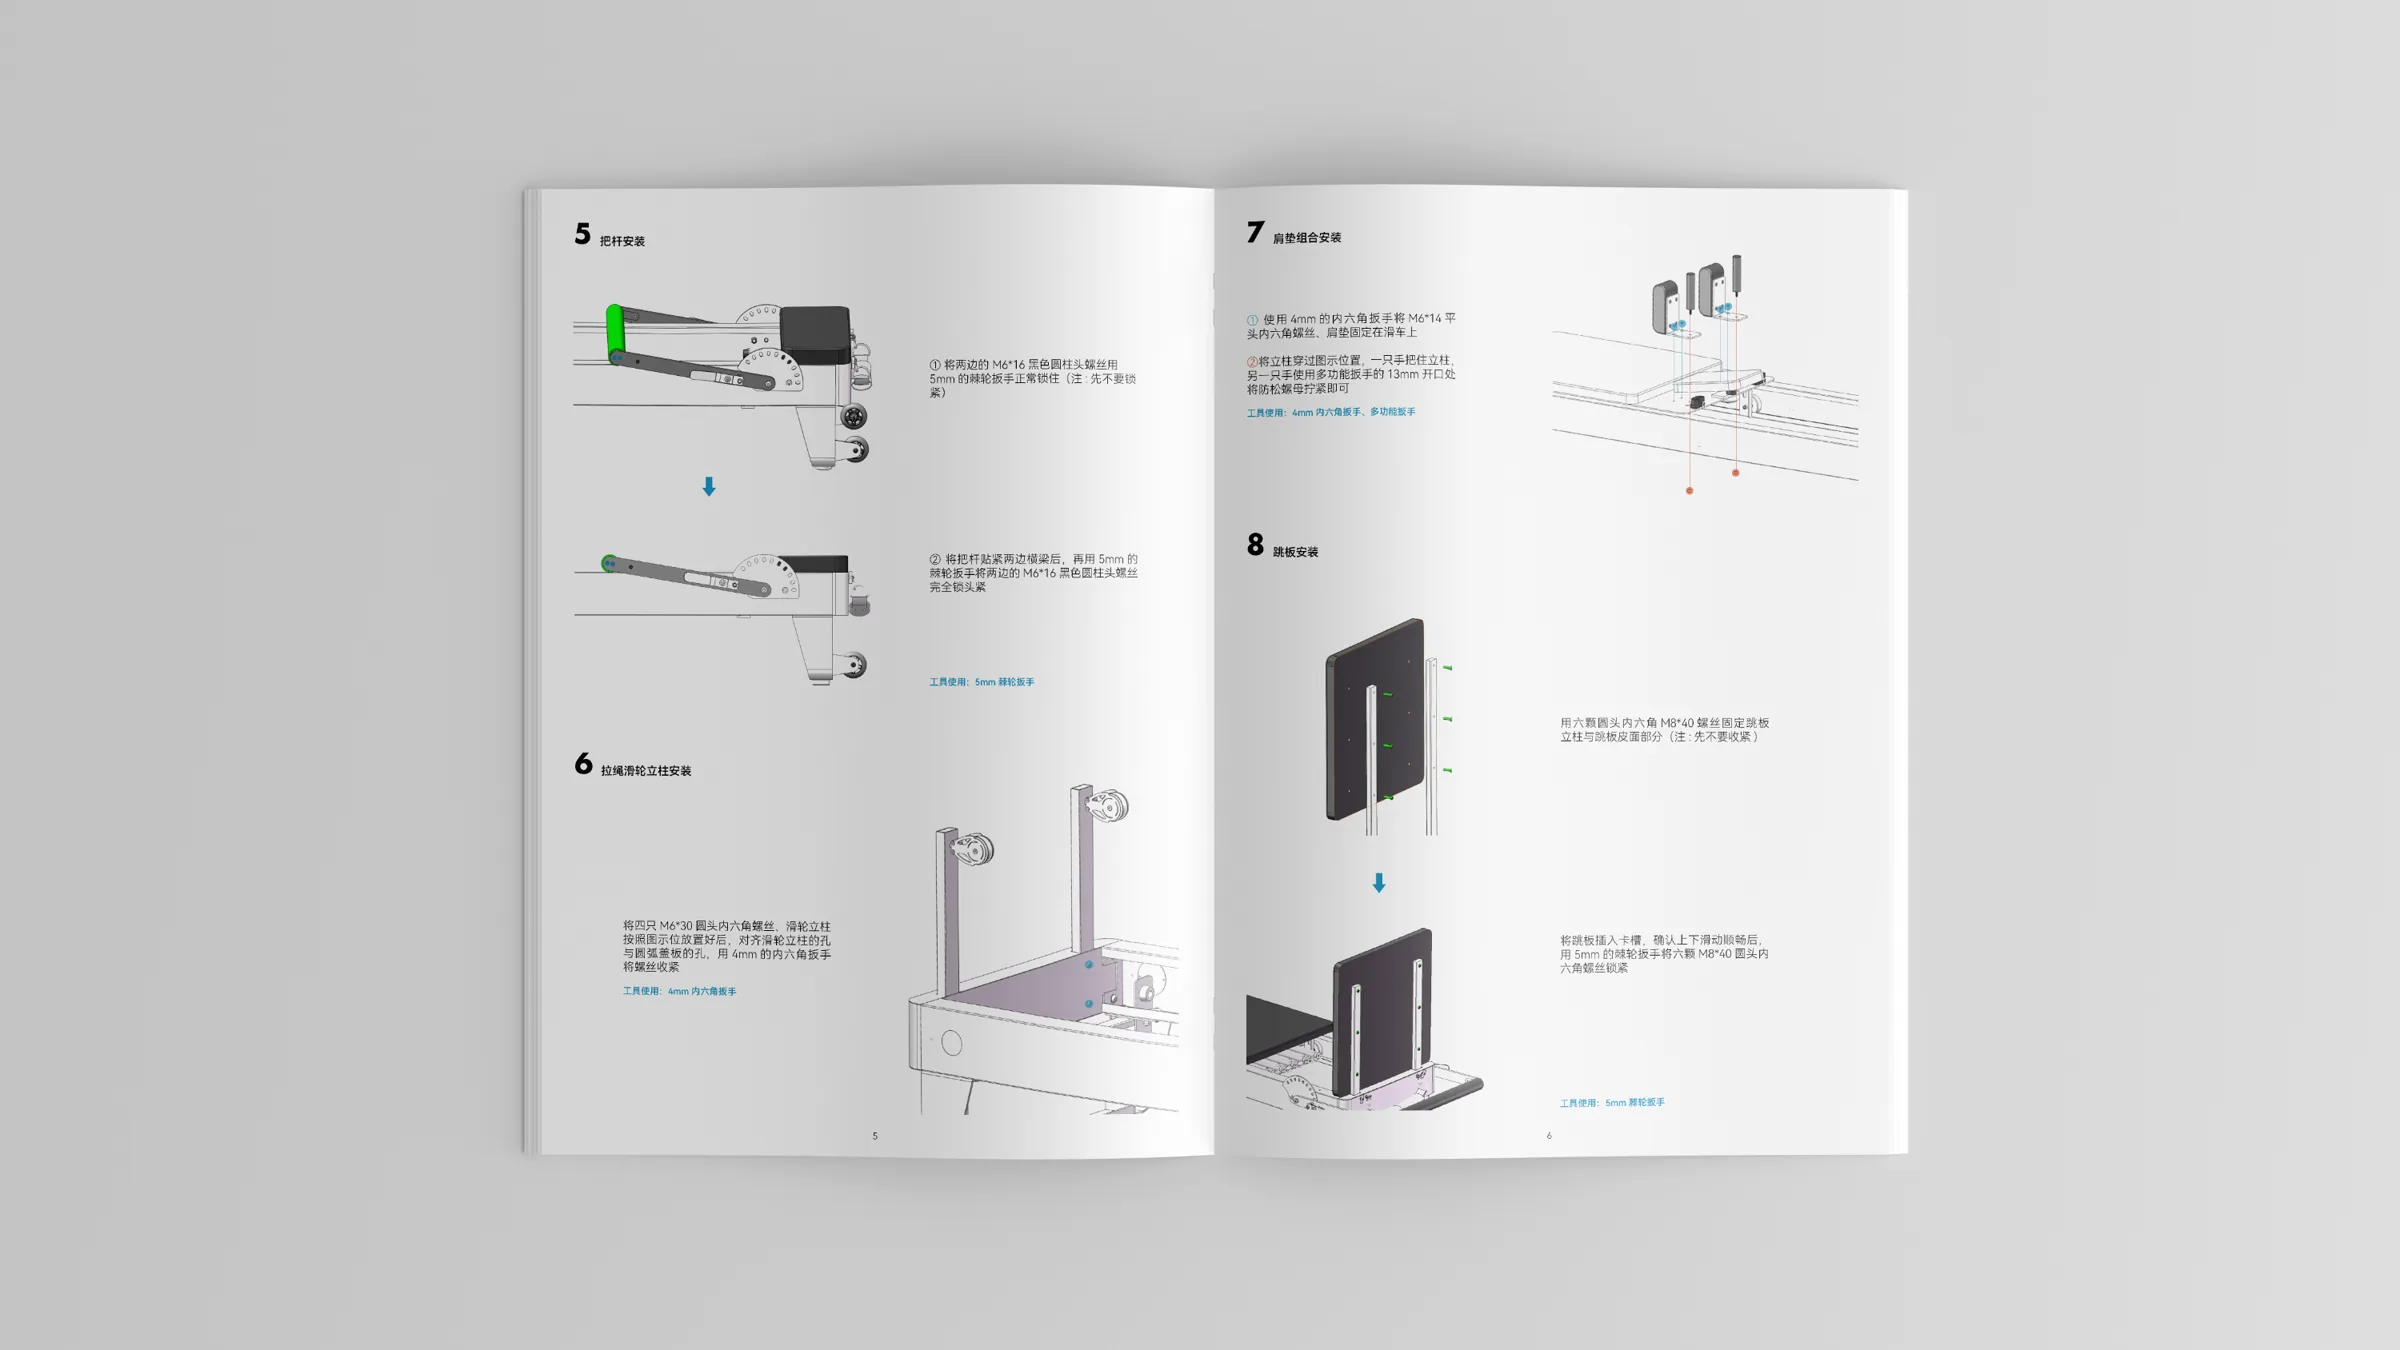 5 把杆安装
① 将两边的 M6*16 黑色圆柱头螺丝用
5mm 的棘轮扳手正常锁住（注 : 先不要锁
紧）
② 将把杆贴紧两边横梁后，再用 5mm 的
棘轮扳手将两边的 M6*16 黑色圆柱头螺丝
完全锁头紧
工具使用：5mm 棘轮扳手
6 拉绳滑轮立柱安装
将四只 M6*30 圆头内六角螺丝、滑轮立柱
按照图示位放置好后，对齐滑轮立柱的孔
与圆弧盖板的孔，用 4mm 的内六角扳手
将螺丝收紧
工具使用：4mm 内六角扳手
5
7 肩垫组合安装
① 使用 4mm 的内六角扳手将 M6*14 平
头内六角螺丝、肩垫固定在滑车上
②将立柱穿过图示位置，一只手把住立柱，
另一只手使用多功能扳手的 13mm 开口处
将防松螺母拧紧即可
工具使用：4mm 内六角扳手、多功能扳手
8 跳板安装
用六颗圆头内六角 M8*40 螺丝固定跳板
立柱与跳板皮面部分（注 : 先不要收紧 ）
将跳板插入卡槽，确认上下滑动顺畅后，
用 5mm 的棘轮扳手将六颗 M8*40 圆头内
六角螺丝锁紧
工具使用：5mm 棘轮扳手
6